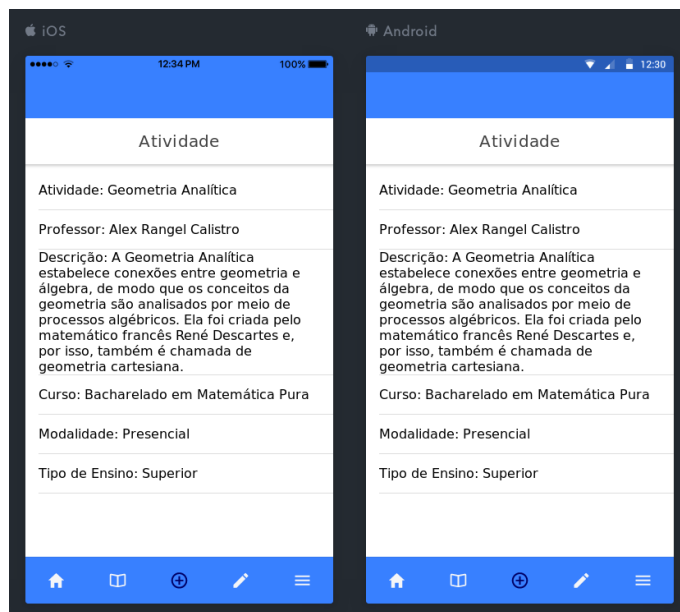 iOS
12:34 PM
100%
Atividade
Atividade: Geometria Analítica
Professor: Alex Rangel Calistro
Descrição: A Geometria Analítica
estabelece conexões entre geometria e
álgebra, de modo que os conceitos da
geometria são analisados por meio de
processos algébricos. Ela foi criada pelo
matemático francês René Descartes e,
por isso, também é chamada de
geometria cartesiana.
Curso: Bacharelado em Matemática Pura
Modalidade: Presencial
Tipo de Ensino: Superior
Android
12:30
Atividade
Atividade: Geometria Analítica
Professor: Alex Rangel Calistro
Descrição: A Geometria Analítica
estabelece conexões entre geometria e
álgebra, de modo que os conceitos da
geometria são analisados por meio de
processos algébricos. Ela foi criada pelo
matemático francês René Descartes e,
por isso, também é chamada de
geometria cartesiana.
Curso: Bacharelado em Matemática Pura
Modalidade: Presencial
Tipo de Ensino: Superior